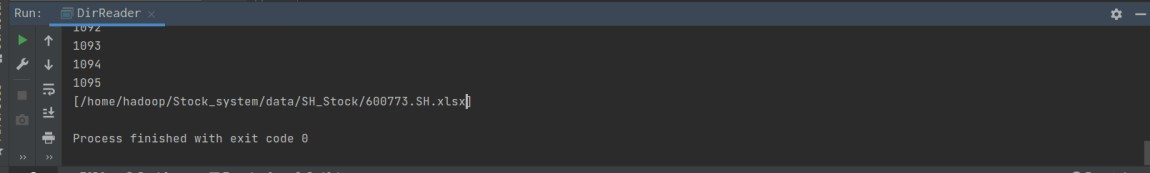 Run:
DirReader
1092
1093
1094
1095
[/home/hadoop/Stock_system/data/SH_Stock/600773.SH.xlsx]
Process finished with exit code 0